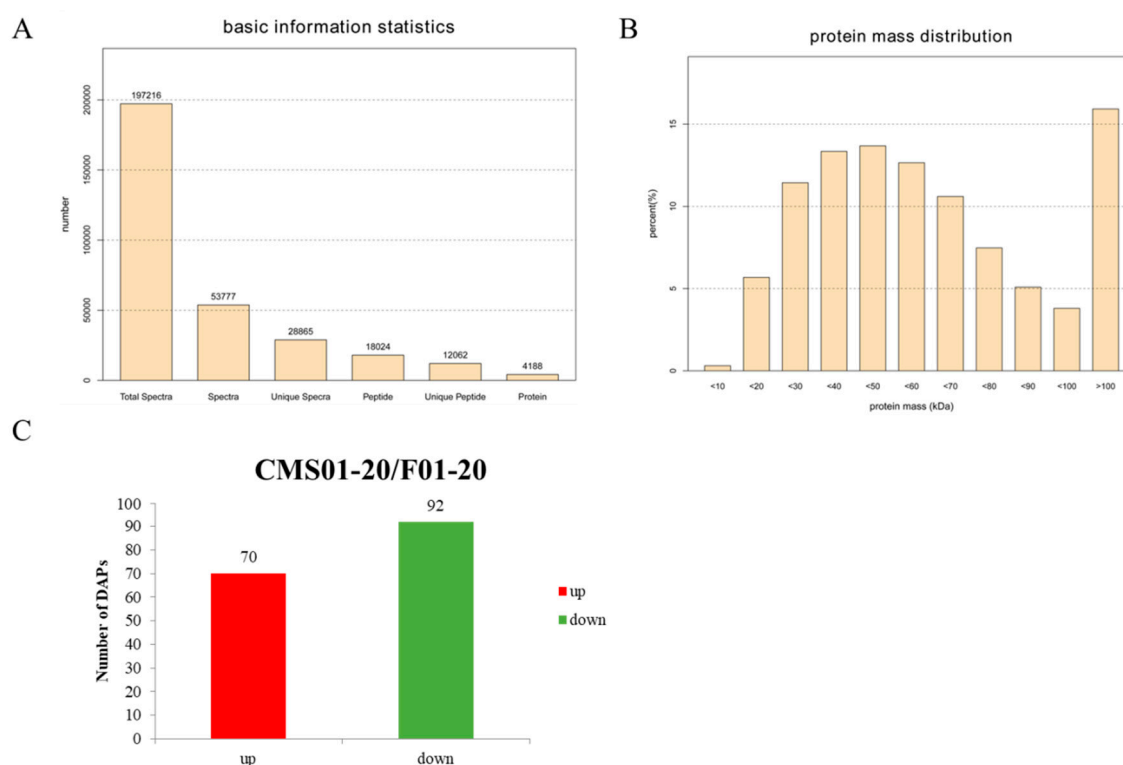 A
basic information statistics
number
0
50000
100000
150000
200000
197216
53777
28865
18024
12062
4188
Total Spectra
Spectra
Unique Specra
Peptide
Unique Peptide
Protein
B
protein mass distribution
percent(%)
0
5
10
15
<10
<20
<30
<40
<50
<60
<70
<80
<90
<100
>100
protein mass (kDa)
C
CMS01-20/F01-20
Number of DAPs
100
90
80
70
60
50
40
30
20
10
0
70
92
up
down
up
down